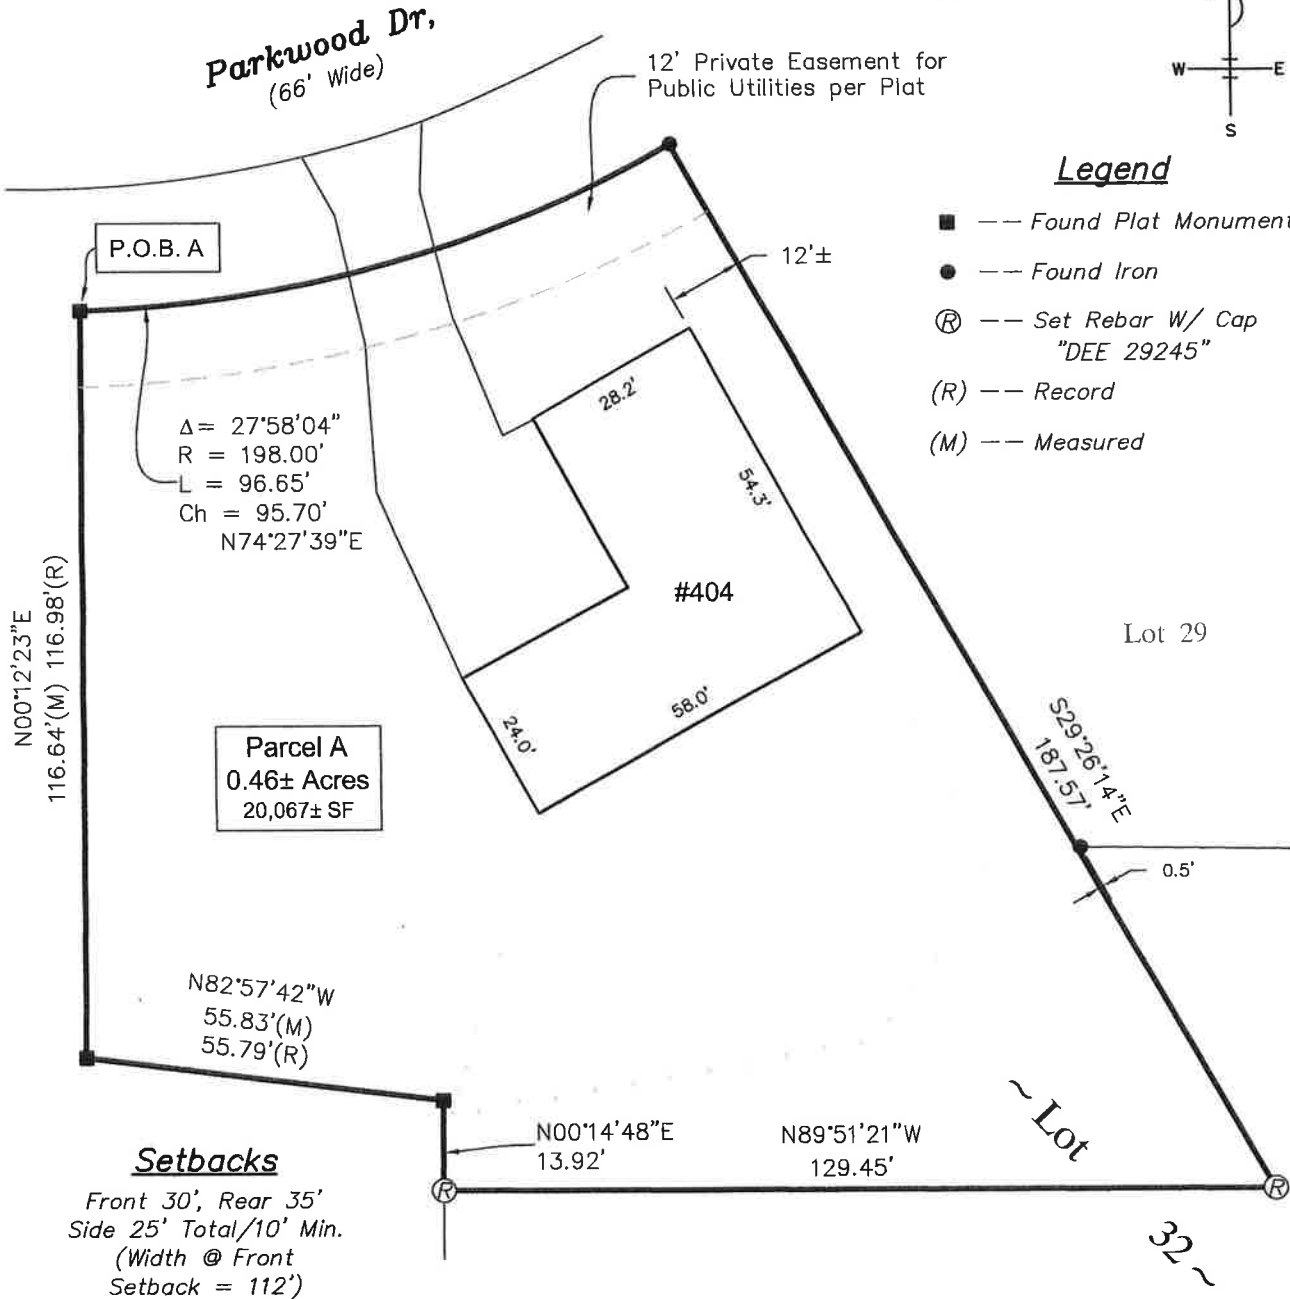 Parkwood Dr,
(66' Wide)
12' Private Easement for
Public Utilities per Plat
W E
S
Legend
--- Found Plat Monument
--- Found Iron
Ⓡ --- Set Rebar W/ Cap
"DEE 29245"
(R) --- Record
(M) --- Measured
P.O.B. A
12'±
Δ= 27°58'04"
R = 198.00'
L = 96.65'
Ch = 95.70'
N74°27'39"E
28.2'
54.3'
#404
58.0'
24.0'
N00°12'23"E
116.64'(M) 116.98'(R)
Parcel A
0.46± Acres
20,067± SF
Lot 29
S29°26'14"E
187.57'
0.5'
N82°57'42"W
55.83'(M)
55.79'(R)
N00°14'48"E
13.92'
N89°51'21"W
129.45'
~ Lot
32 ~
Ⓡ
Ⓡ
Setbacks
Front 30', Rear 35'
Side 25' Total/10' Min.
(Width @ Front
Setback = 112')